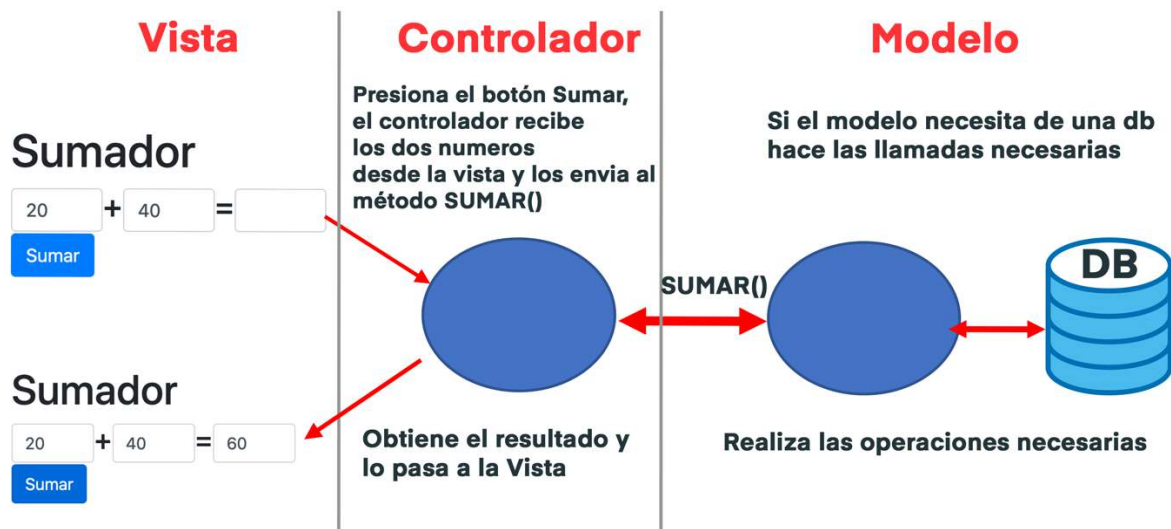 Vista
Sumador
20 + 40 =
Sumar
Sumador
20 + 40 = 60
Sumar
Controlador
Presiona el botón Sumar,
el controlador recibe
los dos numeros
desde la vista y los envia al
método SUMAR()
Obtiene el resultado y
lo pasa a la Vista
SUMAR()
Modelo
Si el modelo necesita de una db
hace las llamadas necesarias
DB
Realiza las operaciones necesarias